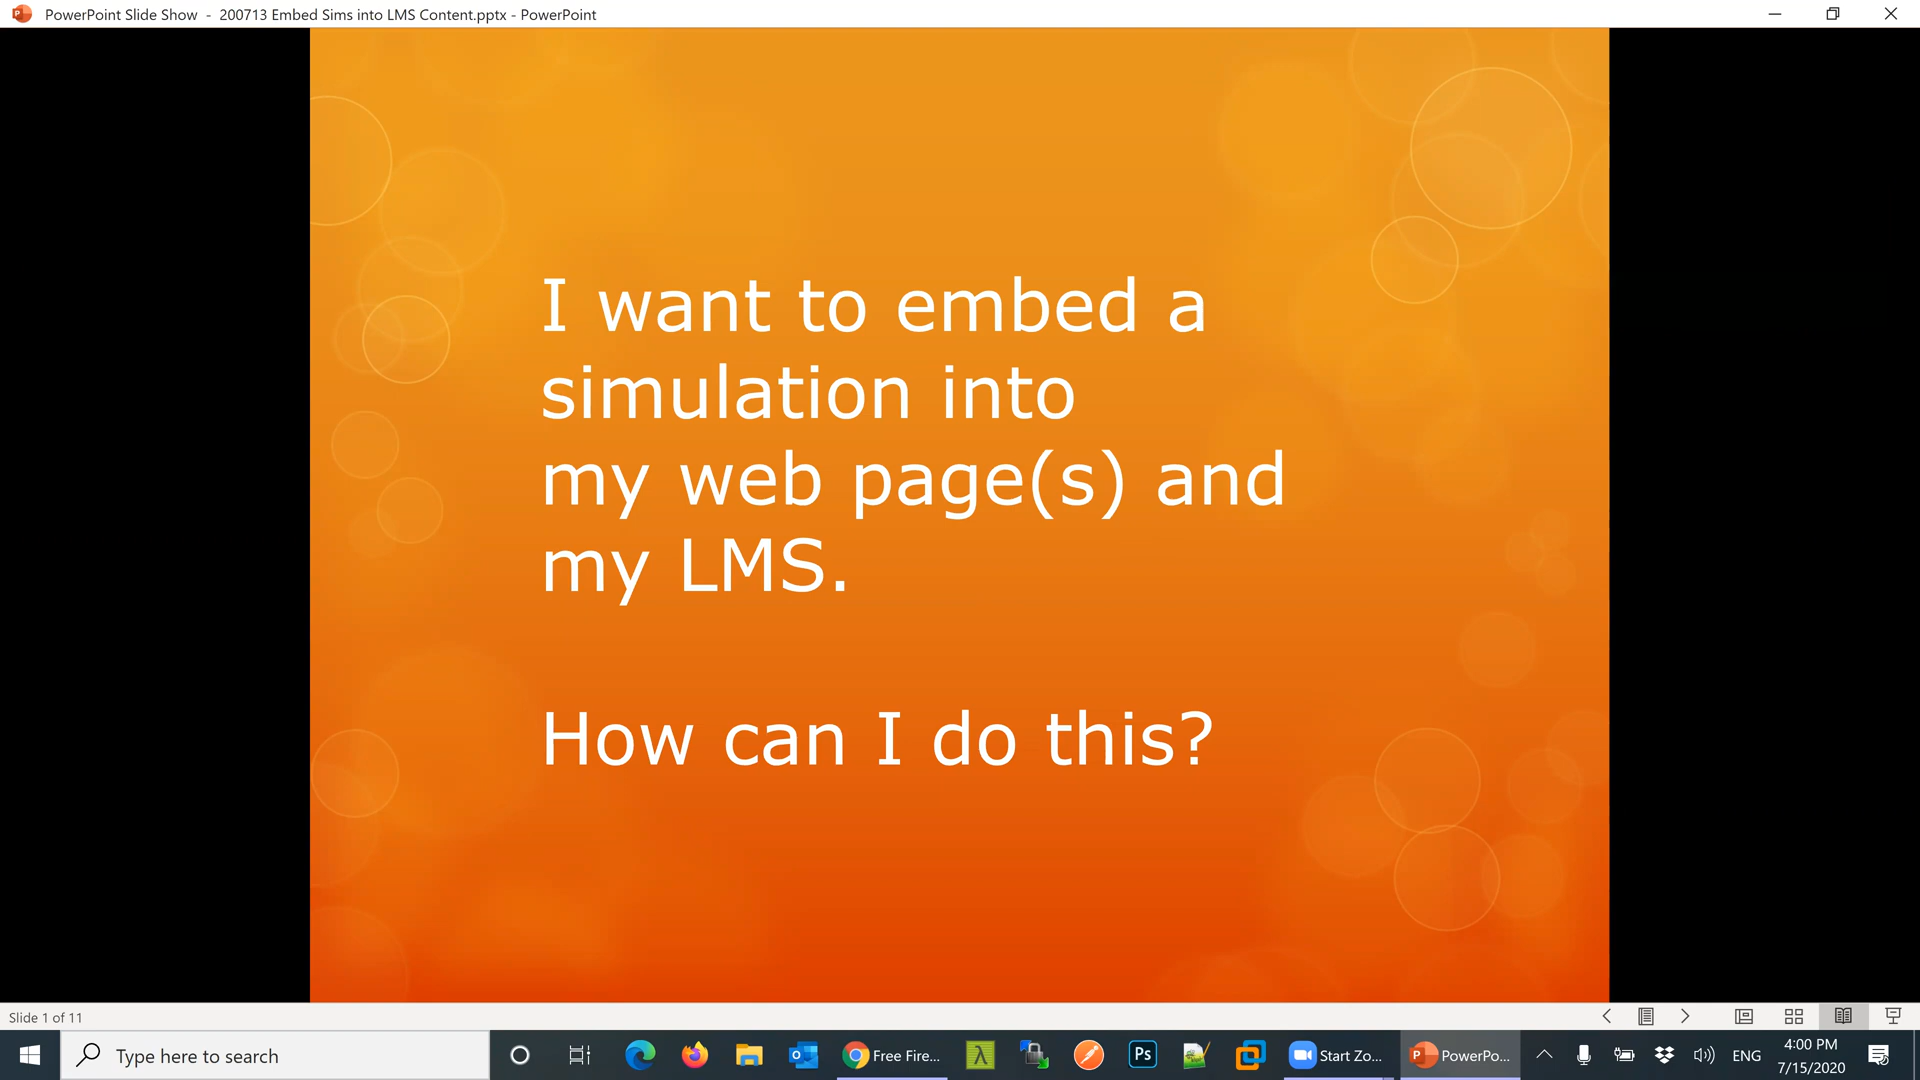 PowerPoint Slide Show - 200713 Embed Sims into LMS Content.pptx - PowerPoint
I want to embed a
simulation into
my web page(s) and
my LMS.
How can I do this?
Slide 1 of 11
Type here to search
Free Fire...
Ps
Start Zo...
PowerPo...
ENG
4:00 PM
7/15/2020